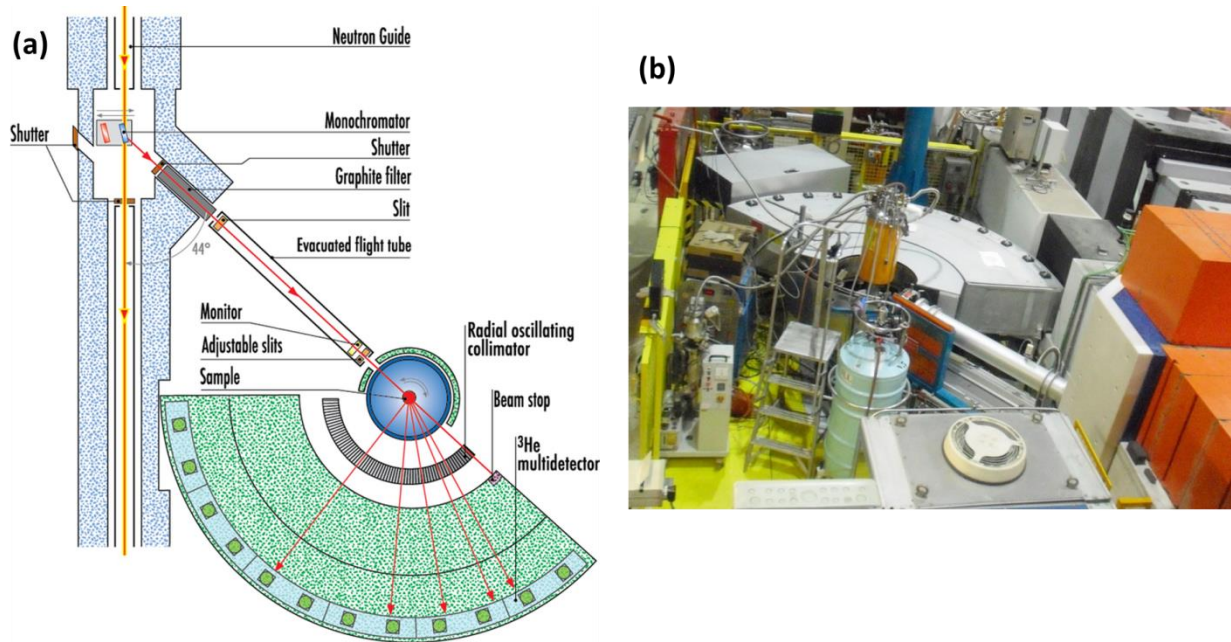 (a)
Neutron Guide
Monochromator
Shutter
Shutter
Graphite filter
Slit
44°
Evacuated flight tube
Monitor
Adjustable slits
Sample
Radial oscillating
collimator
Beam stop
³He
multidetector
(b)